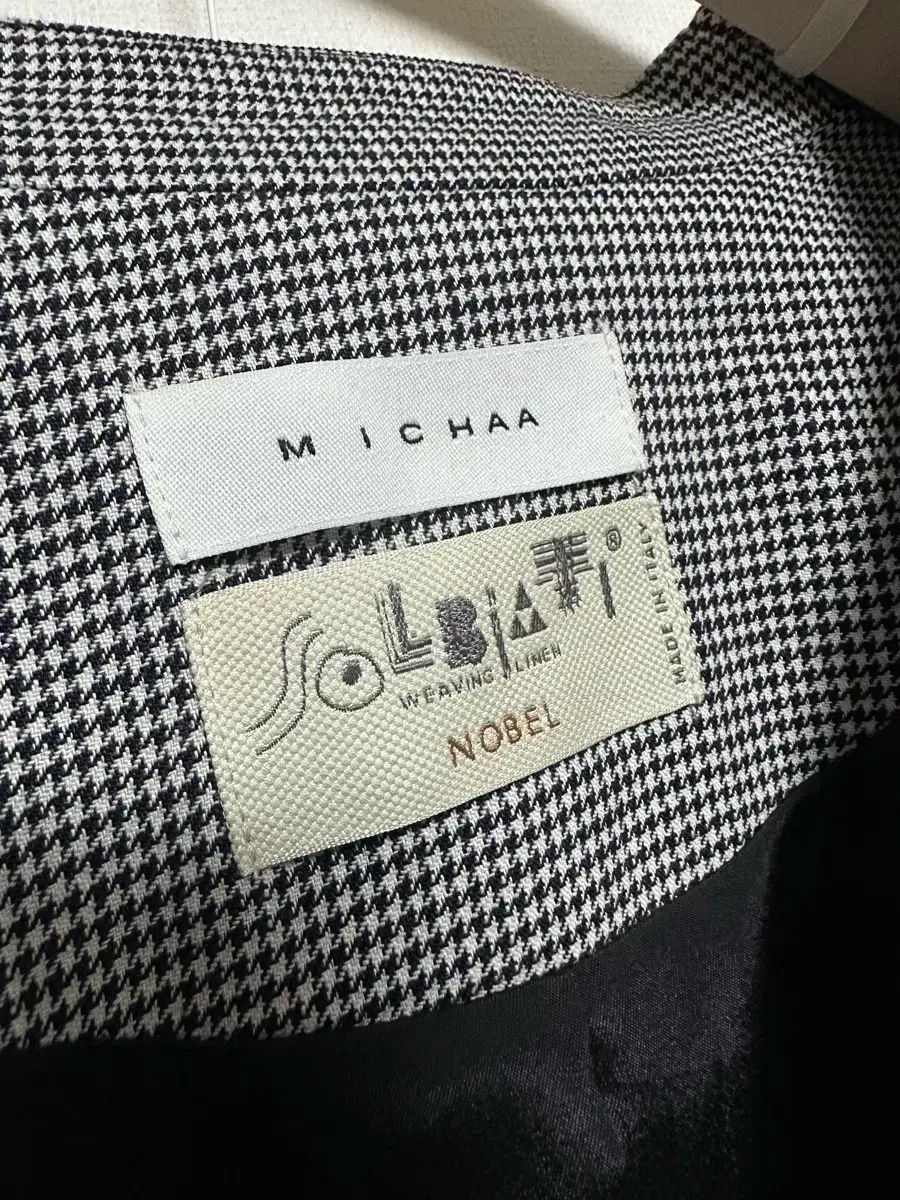 MICHAA
SOLBIATI®
WEAVING LINEN
NOBEL
MADE IN ITALY